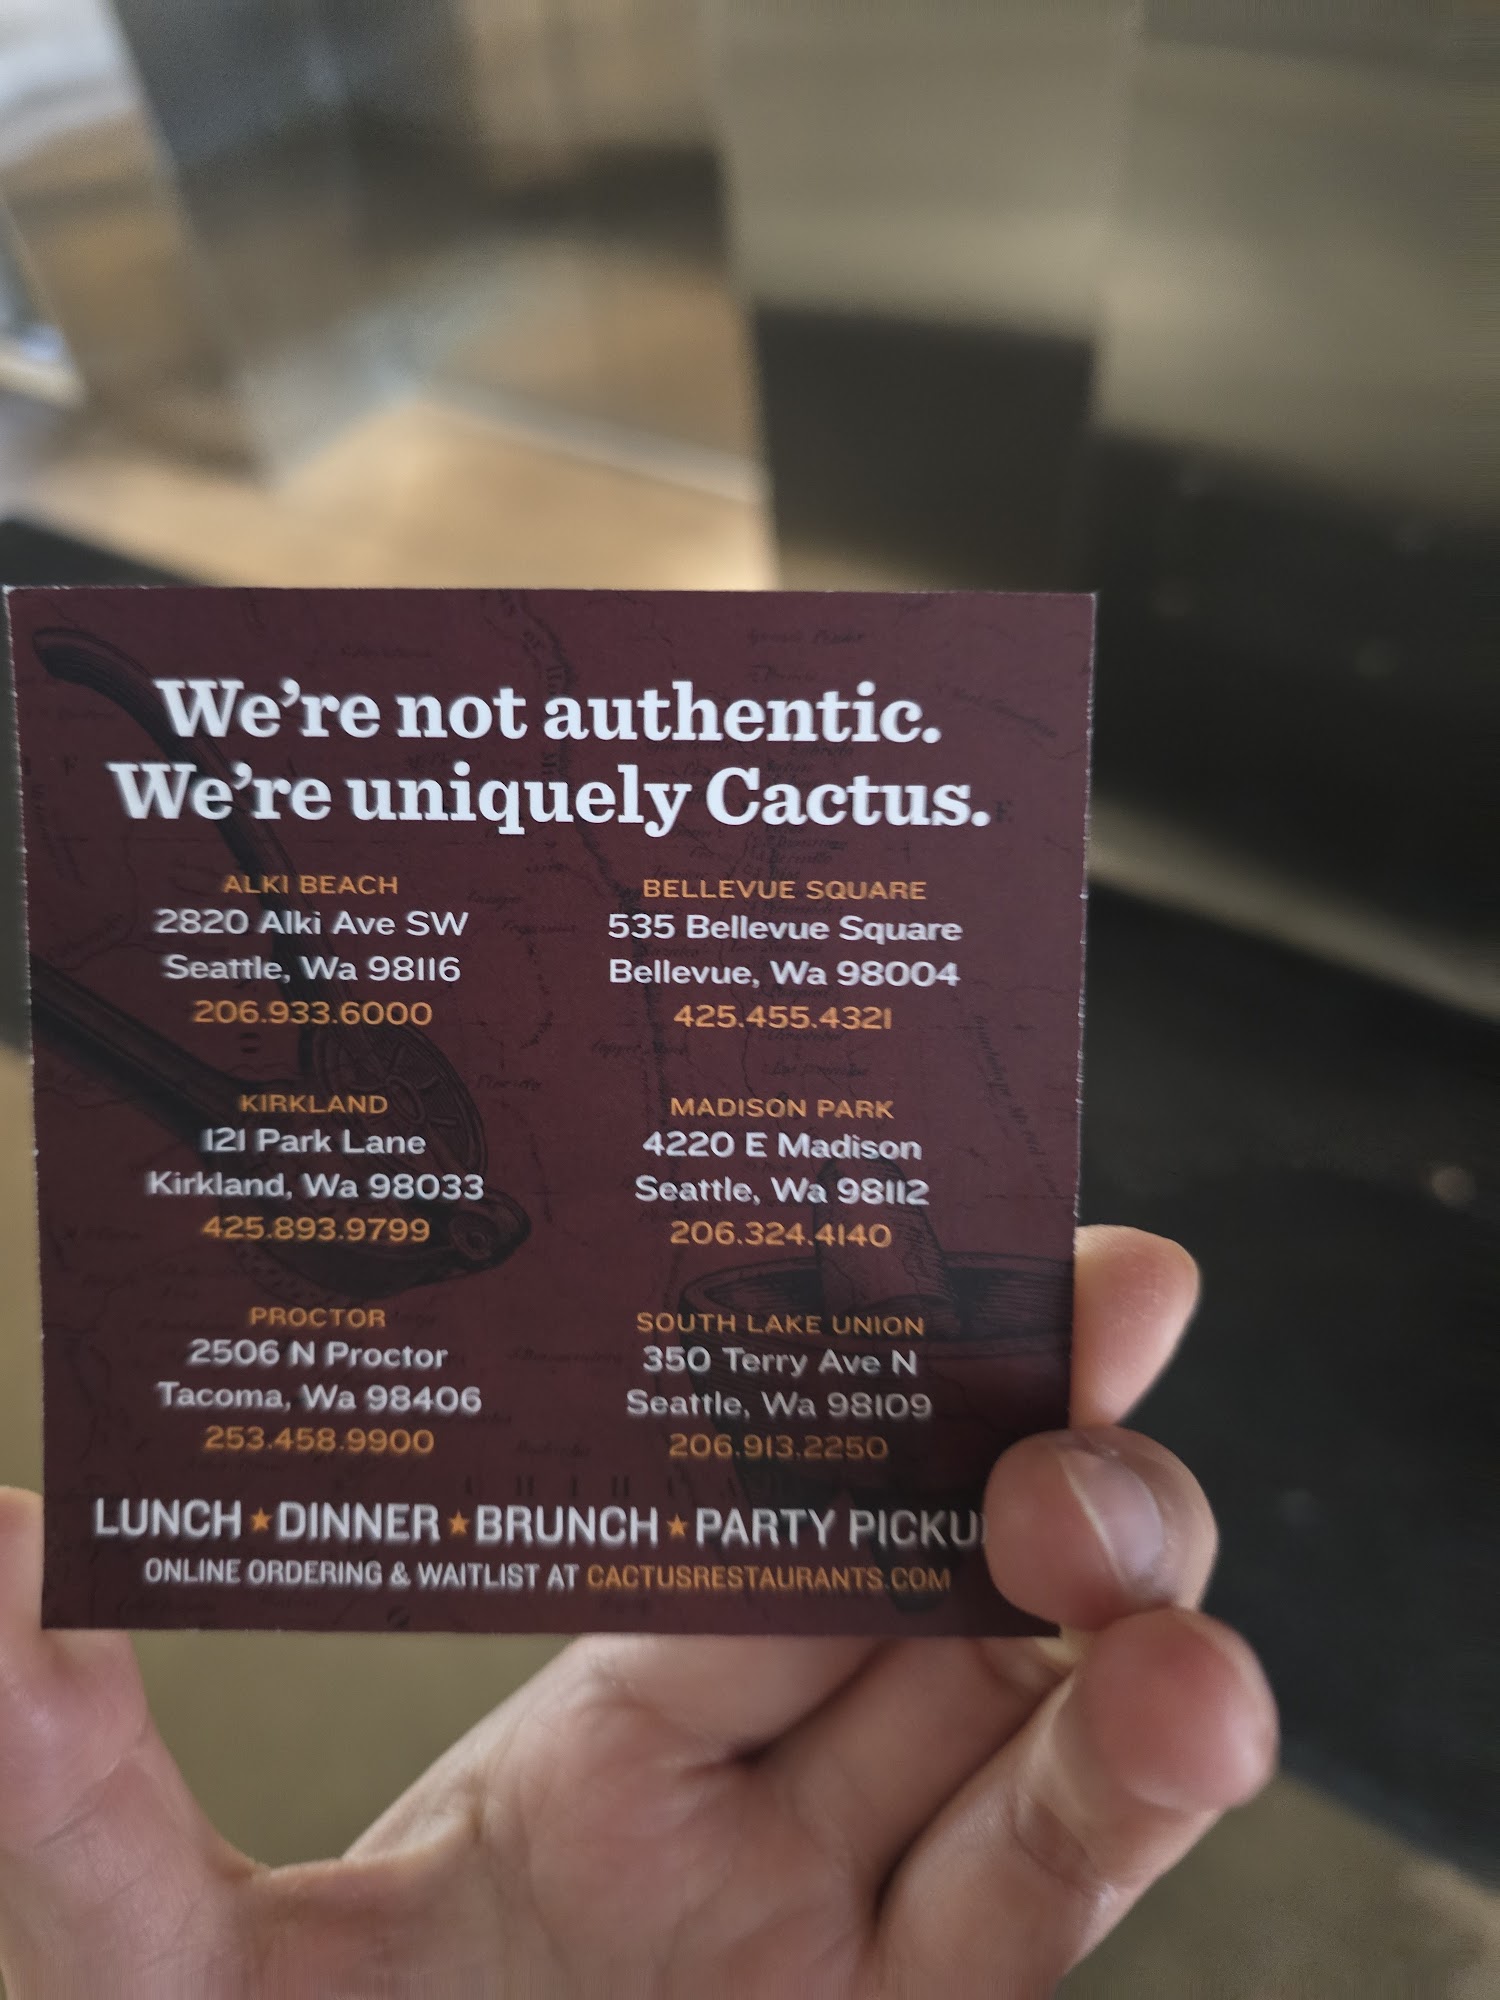 We're not authentic.
We're uniquely Cactus.
ALKI BEACH
2820 Alki Ave SW
Seattle, Wa 98116
206.933.6000
BELLEVUE SQUARE
535 Bellevue Square
Bellevue, Wa 98004
425.455.4321
KIRKLAND
121 Park Lane
Kirkland, Wa 98033
425.893.9799
MADISON PARK
4220 E Madison
Seattle, Wa 98112
206.324.4140
PROCTOR
2506 N Proctor
Tacoma, Wa 98406
253.458.9900
SOUTH LAKE UNION
350 Terry Ave N
Seattle, Wa 98109
206.913.2250
LUNCH ★ DINNER ★ BRUNCH ★ PARTY PICKU
ONLINE ORDERING & WAITLIST AT CACTUSRESTAURANTS.COM